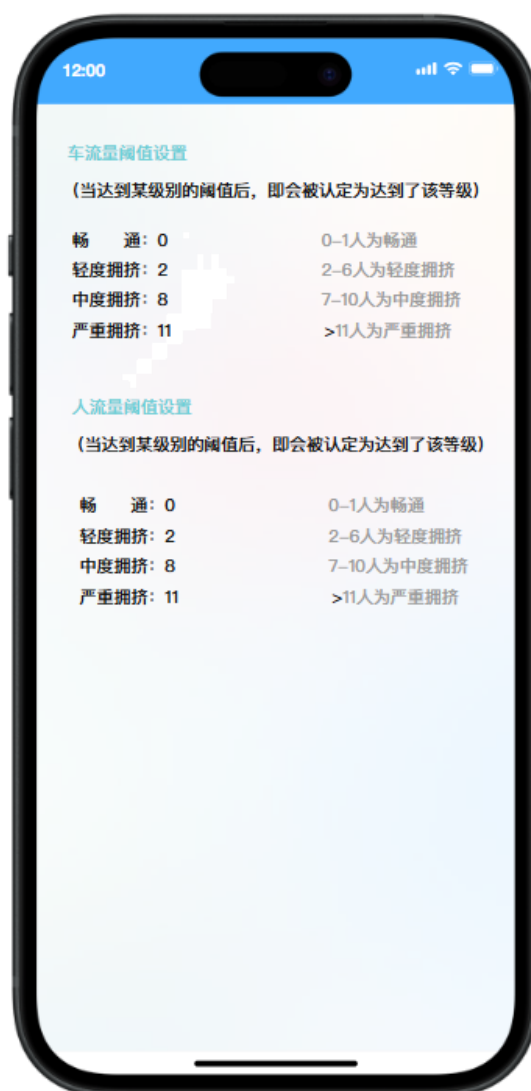 12:00
车流量阈值设置
（当达到某级别的阈值后，即会被认定为达到了该等级）
畅 通：0 0-1人为畅通
轻度拥挤：2 2-6人为轻度拥挤
中度拥挤：8 7-10人为中度拥挤
严重拥挤：11 >11人为严重拥挤
人流量阈值设置
（当达到某级别的阈值后，即会被认定为达到了该等级）
畅 通：0 0-1人为畅通
轻度拥挤：2 2-6人为轻度拥挤
中度拥挤：8 7-10人为中度拥挤
严重拥挤：11 >11人为严重拥挤